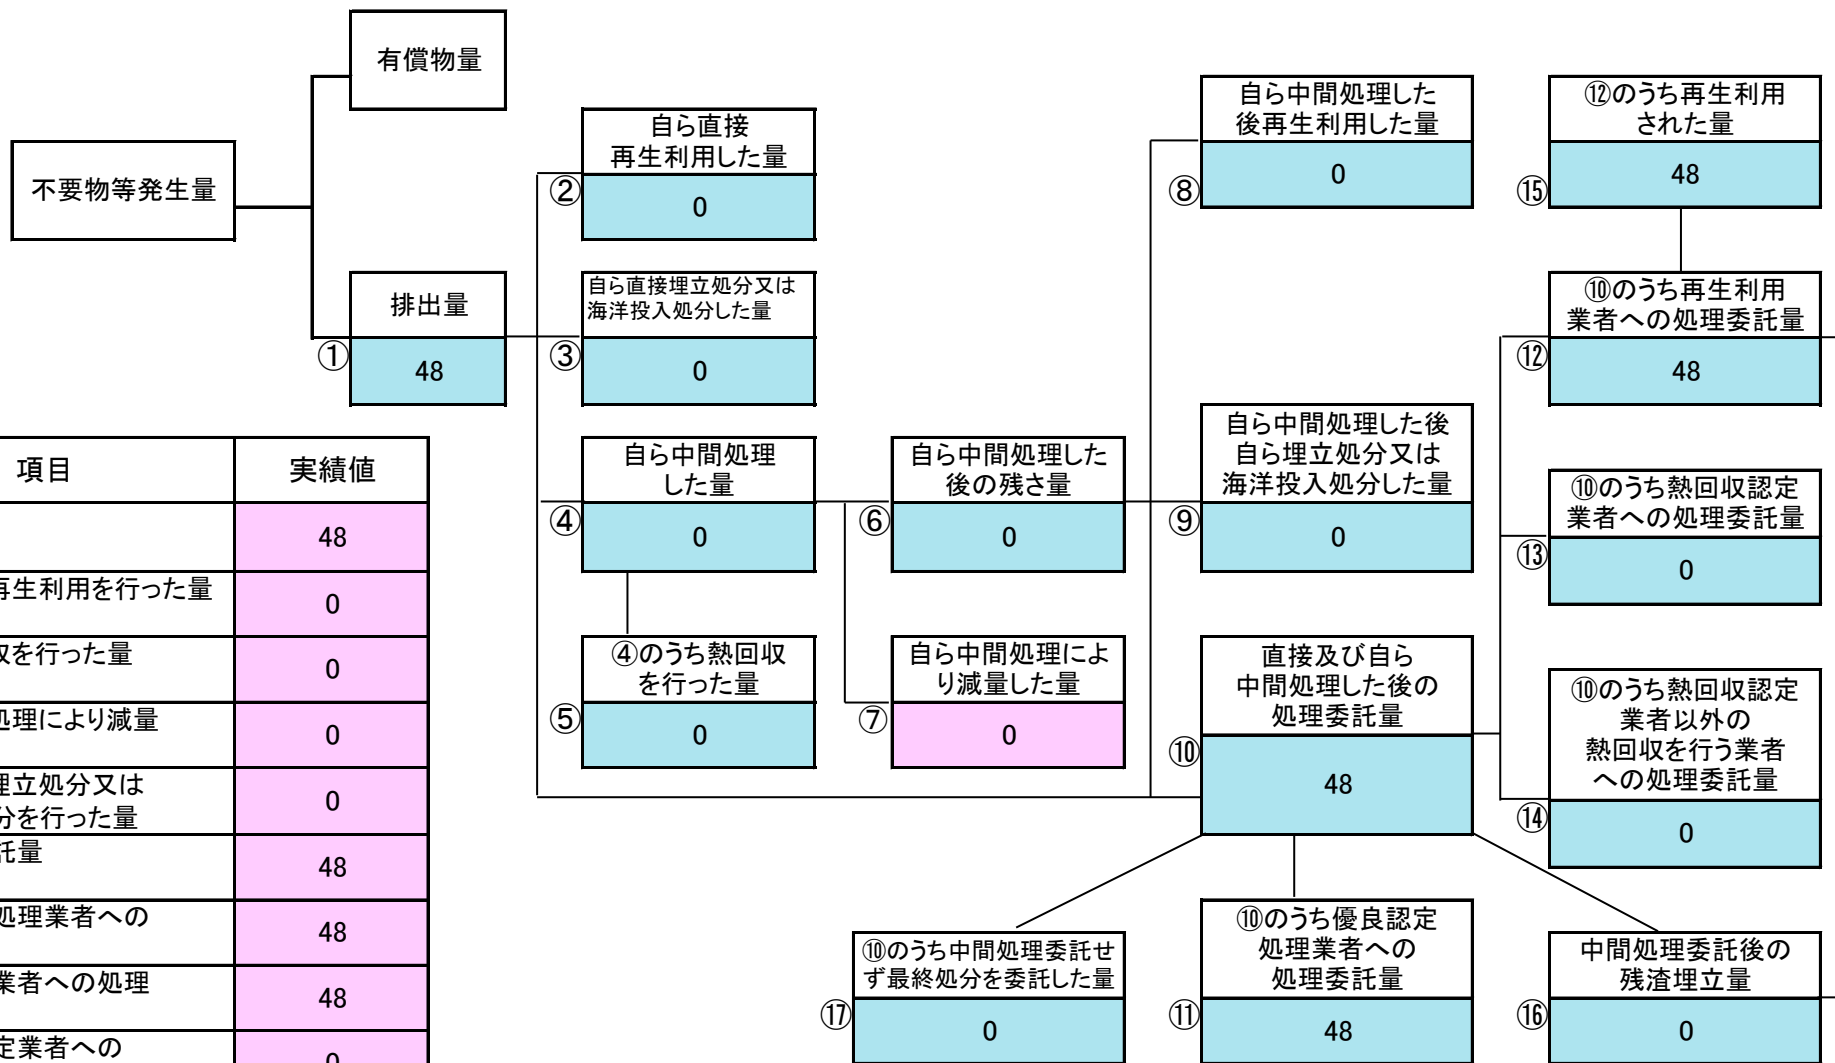 有償物量
不要物等発生量
排出量
①
48
自ら直接
再生利用した量
②
0
自ら直接埋立処分又は
海洋投入処分した量
③
0
自ら中間処理
した量
④
0
④のうち熱回収
を行った量
⑤
0
自ら中間処理した
後の残さ量
⑥
0
自ら中間処理によ
り減量した量
⑦
0
自ら中間処理した
後再生利用した量
⑧
0
自ら中間処理した後
自ら埋立処分又は
海洋投入処分した量
⑨
0
直接及び自ら
中間処理した後の
処理委託量
⑩
48
⑫のうち再生利用
された量
⑮
48
⑩のうち再生利用
業者への処理委託量
⑫
48
⑩のうち熱回収認定
業者への処理委託量
⑬
0
⑩のうち熱回収認定
業者以外の
熱回収を行う業者
への処理委託量
⑭
0
⑩のうち中間処理委託せ
ず最終処分を委託した量
⑰
0
⑩のうち優良認定
処理業者への
処理委託量
⑪
48
中間処理委託後の
残渣埋立量
⑯
0
項目 実績値
48
再生利用を行った量
0
収を行った量
0
処理により減量
0
埋立処分又は
分を行った量
0
託量
48
処理業者への
48
業者への処理
48
定業者への
0